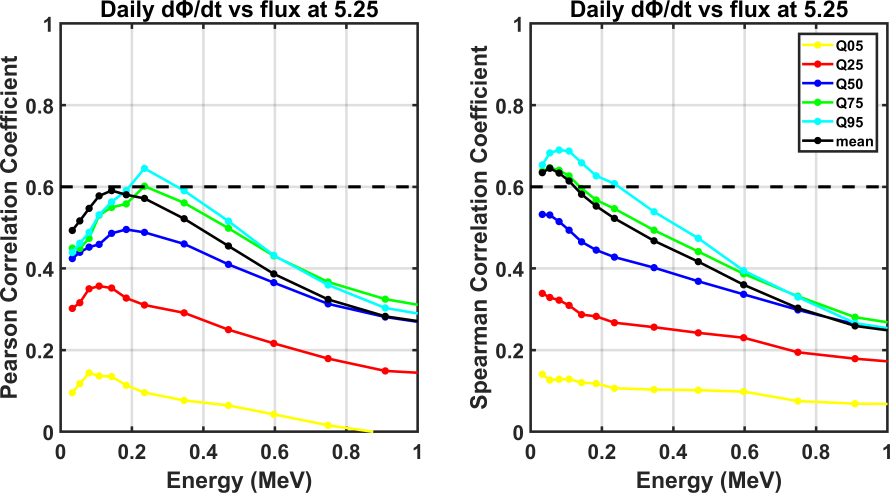 Daily dΦ/dt vs flux at 5.25
Pearson Correlation Coefficient
1
0.8
0.6
0.4
0.2
0
0 0.2 0.4 0.6 0.8 1
Energy (MeV)
Daily dΦ/dt vs flux at 5.25
Spearman Correlation Coefficient
1
0.8
0.6
0.4
0.2
0
0 0.2 0.4 0.6 0.8 1
Energy (MeV)
Q05
Q25
Q50
Q75
Q95
mean